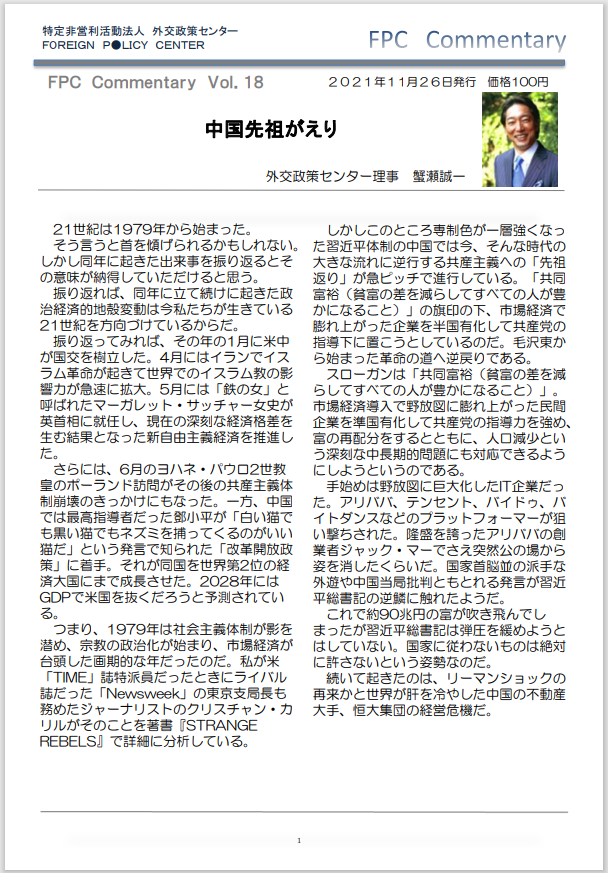 特定非営利活動法人 外交政策センター
FOREIGN P●LICY CENTER
FPC Commentary
FPC Commentary Vol. 18
２０２１年１１月２６日発行 価格１００円
中国先祖がえり
外交政策センター理事 蟹瀬誠一
21世紀は1979年から始まった。
そう言うと首を傾げられるかもしれない。
しかし同年に起きた出来事を振り返るとそ
の意味が納得していただけると思う。
振り返れば、同年に立て続けに起きた政
治経済的地殻変動は今私たちが生きている
21世紀を方向づけているからだ。
振り返ってみれば、その年の1月に米中
が国交を樹立した。4月にはイランでイス
ラム革命が起きて世界でのイスラム教の影
響力が急速に拡大。5月には「鉄の女」と
呼ばれたマーガレット・サッチャー女史が
英首相に就任し、現在の深刻な経済格差を
生む結果となった新自由主義経済を推進し
た。
さらには、6月のヨハネ・パウロ2世教
皇のポーランド訪問がその後の共産主義体
制崩壊のきっかけにもなった。一方、中国
では最高指導者だった鄧小平が「白い猫で
も黒い猫でもネズミを捕ってくるのがいい
猫だ」という発言で知られた「改革開放政
策」に着手。それが同国を世界第2位の経
済大国にまで成長させた。2028年には
GDPで米国を抜くだろうと予測されてい
る。
つまり、1979年は社会主義体制が影を
潜め、宗教の政治化が始まり、市場経済が
台頭した画期的な年だったのだ。私が米
「TIME」誌特派員だったときにライバル
誌だった「Newsweek」の東京支局長も
務めたジャーナリストのクリスチャン・カ
リルがそのことを著書『STRANGE
REBELS』で詳細に分析している。
しかしこのところ専制色が一層強くなっ
た習近平体制の中国では今、そんな時代の
大きな流れに逆行する共産主義への「先祖
返り」が急ピッチで進行している。「共同
富裕（貧富の差を減らしてすべての人が豊
かになること）」の旗印の下、市場経済で
膨れ上がった企業を半国有化して共産党の
指導下に置こうとしているのだ。毛沢東か
ら始まった革命の道へ逆戻りである。
スローガンは「共同富裕（貧富の差を減
らしてすべての人が豊かになること）」。
市場経済導入で野放図に膨れ上がった民間
企業を準国有化して共産党の指導力を強め、
富の再配分をするとともに、人口減少とい
う深刻な中長期的問題にも対応できるよう
にしようというのである。
手始めは野放図に巨大化したIT企業だっ
た。アリババ、テンセント、バイドゥ、バ
イトダンスなどのプラットフォーマーが狙
い撃ちされた。隆盛を誇ったアリババの創
業者ジャック・マーでさえ突然公の場から
姿を消したくらいだ。国家首脳並の派手な
外遊や中国当局批判ともとれる発言が習近
平総書記の逆鱗に触れたようだ。
これで約90兆円の富が吹き飛んでし
まったが習近平総書記は弾圧を緩めようと
はしていない。国家に従わないものは絶対
に許さないという姿勢なのだ。
続いて起きたのは、リーマンショックの
再来かと世界が肝を冷やした中国の不動産
大手、恒大集団の経営危機だ。
1